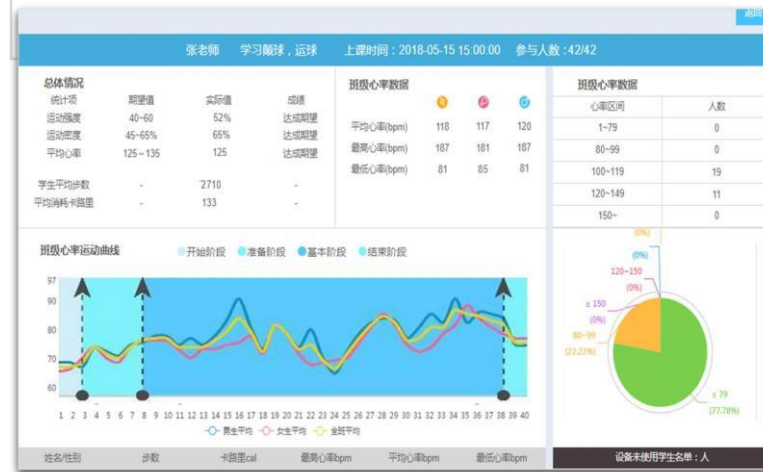 返回
张老师 学习颠球，运球 上课时间：2018-05-15 15:00:00 参与人数：42/42
总体情况
统计项 期望值 实际值 成绩
运动强度 40~60 52% 达成期望
运动密度 45~65% 65% 达成期望
平均心率 125~135 125 达成期望
学生平均步数 - 2710 -
平均消耗卡路里 - 133 -
班级心率数据
平均心率(bpm) 118 117 120
最高心率(bpm) 187 181 187
最低心率(bpm) 81 85 81
班级心率数据
心率区间 人数
1~79 0
80~99 0
100~119 19
120~149 11
150~ 0
班级心率运动曲线 开始阶段 准备阶段 基本阶段 结束阶段
97
90
80
70
60
1 2 3 4 5 6 7 8 9 10 11 12 13 14 15 16 17 18 19 20 21 22 23 24 25 26 27 28 29 30 31 32 33 34 35 36 37 38 39 40
男生平均 女生平均 全班平均
(0%)
(0%)
120~150
(0%)
≥ 150
(0%)
80~99
(22.22%)
≤ 79
(77.78%)
姓名/性别 步数 卡路里cal 最高心率bpm 平均心率bpm 最低心率bpm
设备未使用学生名单：人